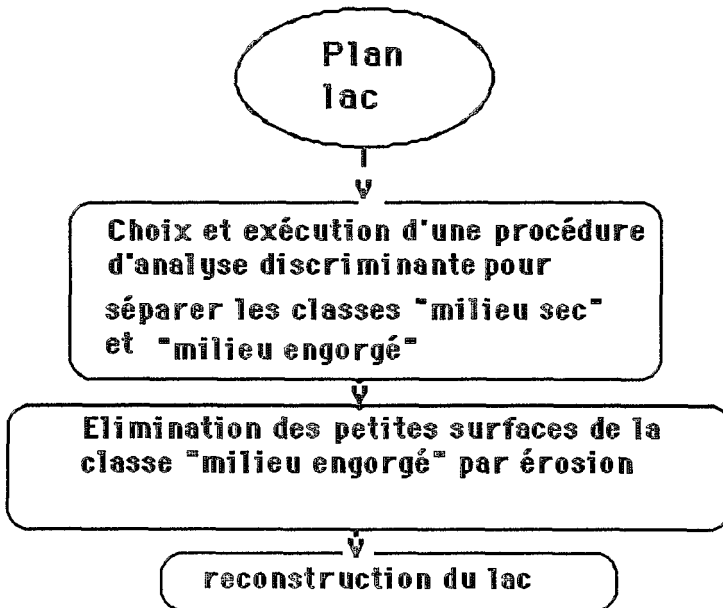 Plan
lac
Choix et exécution d'une procédure
d'analyse discriminante pour
séparer les classes "milieu sec"
et "milieu engorgé"
Elimination des petites surfaces de la
classe "milieu engorgé" par érosion
reconstruction du lac